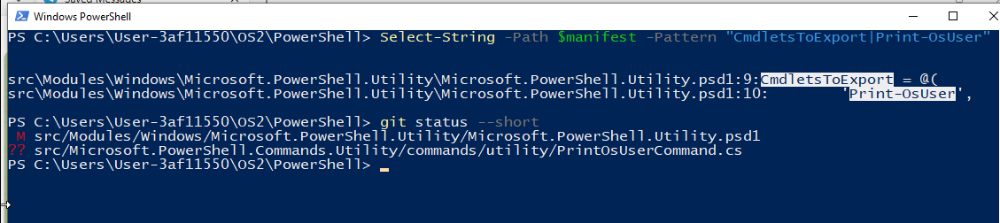 Saved Messages
Windows PowerShell
PS C:\Users\User-3af11550\OS2\PowerShell> Select-String -Path $manifest -Pattern "CmdletsToExport|Print-OsUser"
src\Modules\Windows\Microsoft.PowerShell.Utility\Microsoft.PowerShell.Utility.psd1:9:CmdletsToExport = @(
src\Modules\Windows\Microsoft.PowerShell.Utility\Microsoft.PowerShell.Utility.psd1:10:        'Print-OsUser',
PS C:\Users\User-3af11550\OS2\PowerShell> git status --short
 M src/Modules/Windows/Microsoft.PowerShell.Utility/Microsoft.PowerShell.Utility.psd1
?? src/Microsoft.PowerShell.Commands.Utility/commands/utility/PrintOsUserCommand.cs
PS C:\Users\User-3af11550\OS2\PowerShell>